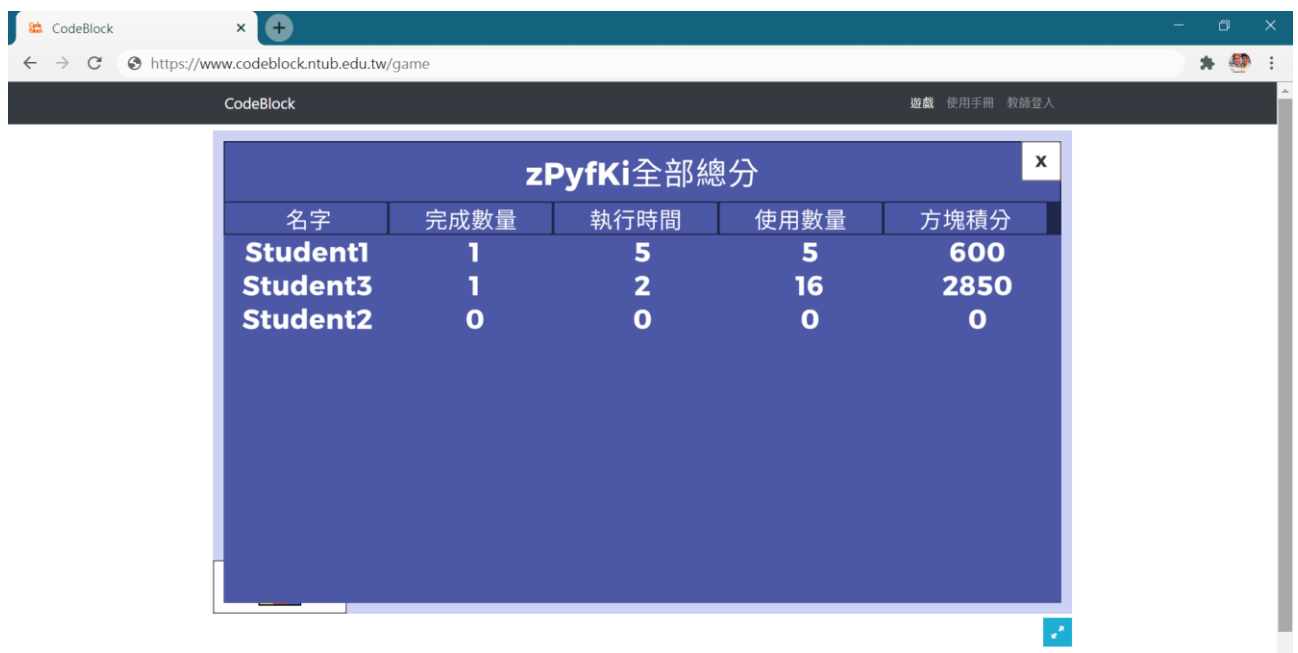 CodeBlock
https://www.codeblock.ntub.edu.tw/game
CodeBlock 遊戲 使用手冊 教師登入
zPyfKi全部總分 x
名字 完成數量 執行時間 使用數量 方塊積分
Student1 1 5 5 600
Student3 1 2 16 2850
Student2 0 0 0 0